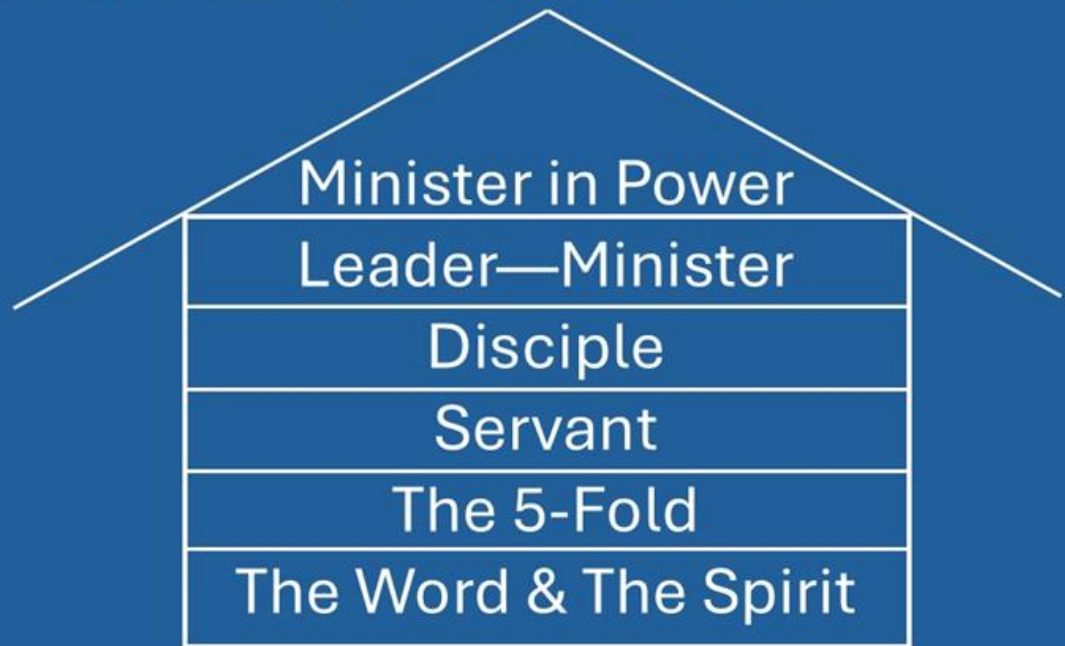 Minister in Power
Leader—Minister
Disciple
Servant
The 5-Fold
The Word & The Spirit